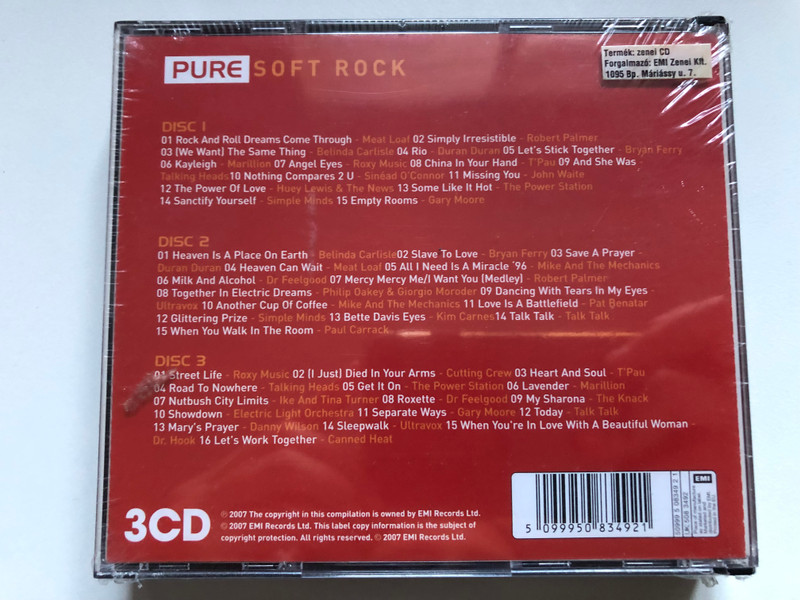 PURE SOFT ROCK
Termék: zenei CD
Forgalmazó: EMI Zenei Kft.
1095 Bp. Máriássy u. 7.
DISC 1
01 Rock And Roll Dreams Come Through - Meat Loaf 02 Simply Irresistible - Robert Palmer
03 (We Want) The Same Thing - Belinda Carlisle 04 Rio - Duran Duran 05 Let's Stick Together - Bryan Ferry
06 Kayleigh - Marillion 07 Angel Eyes - Roxy Music 08 China In Your Hand - T'Pau 09 And She Was -
Talking Heads10 Nothing Compares 2 U - Sinéad O'Connor 11 Missing You - John Waite
12 The Power Of Love - Huey Lewis & The News 13 Some Like It Hot - The Power Station
14 Sanctify Yourself - Simple Minds 15 Empty Rooms - Gary Moore
DISC 2
01 Heaven Is A Place On Earth - Belinda Carlisle02 Slave To Love - Bryan Ferry 03 Save A Prayer -
Duran Duran 04 Heaven Can Wait - Meat Loaf 05 All I Need Is A Miracle '96 - Mike And The Mechanics
06 Milk And Alcohol - Dr Feelgood 07 Mercy Mercy Me/I Want You (Medley) - Robert Palmer
08 Together In Electric Dreams - Philip Oakey & Giorgio Moroder 09 Dancing With Tears In My Eyes -
Ultravox 10 Another Cup Of Coffee - Mike And The Mechanics 11 Love Is A Battlefield - Pat Benatar
12 Glittering Prize - Simple Minds 13 Bette Davis Eyes - Kim Carnes14 Talk Talk - Talk Talk
15 When You Walk In The Room - Paul Carrack
DISC 3
01 Street Life - Roxy Music 02 (I Just) Died In Your Arms - Cutting Crew 03 Heart And Soul - T'Pau
04 Road To Nowhere - Talking Heads 05 Get It On - The Power Station 06 Lavender - Marillion
07 Nutbush City Limits - Ike And Tina Turner 08 Roxette - Dr Feelgood 09 My Sharona - The Knack
10 Showdown - Electric Light Orchestra 11 Separate Ways - Gary Moore 12 Today - Talk Talk
13 Mary's Prayer - Danny Wilson 14 Sleepwalk - Ultravox 15 When You're In Love With A Beautiful Woman -
Dr. Hook 16 Let's Work Together - Canned Heat
3CD
℗ 2007 The copyright in this compilation is owned by EMI Records Ltd.
© 2007 EMI Records Ltd. This label copy information is the subject of
copyright protection. All rights reserved. © 2007 EMI Records Ltd.
5 099950 834921
EMI